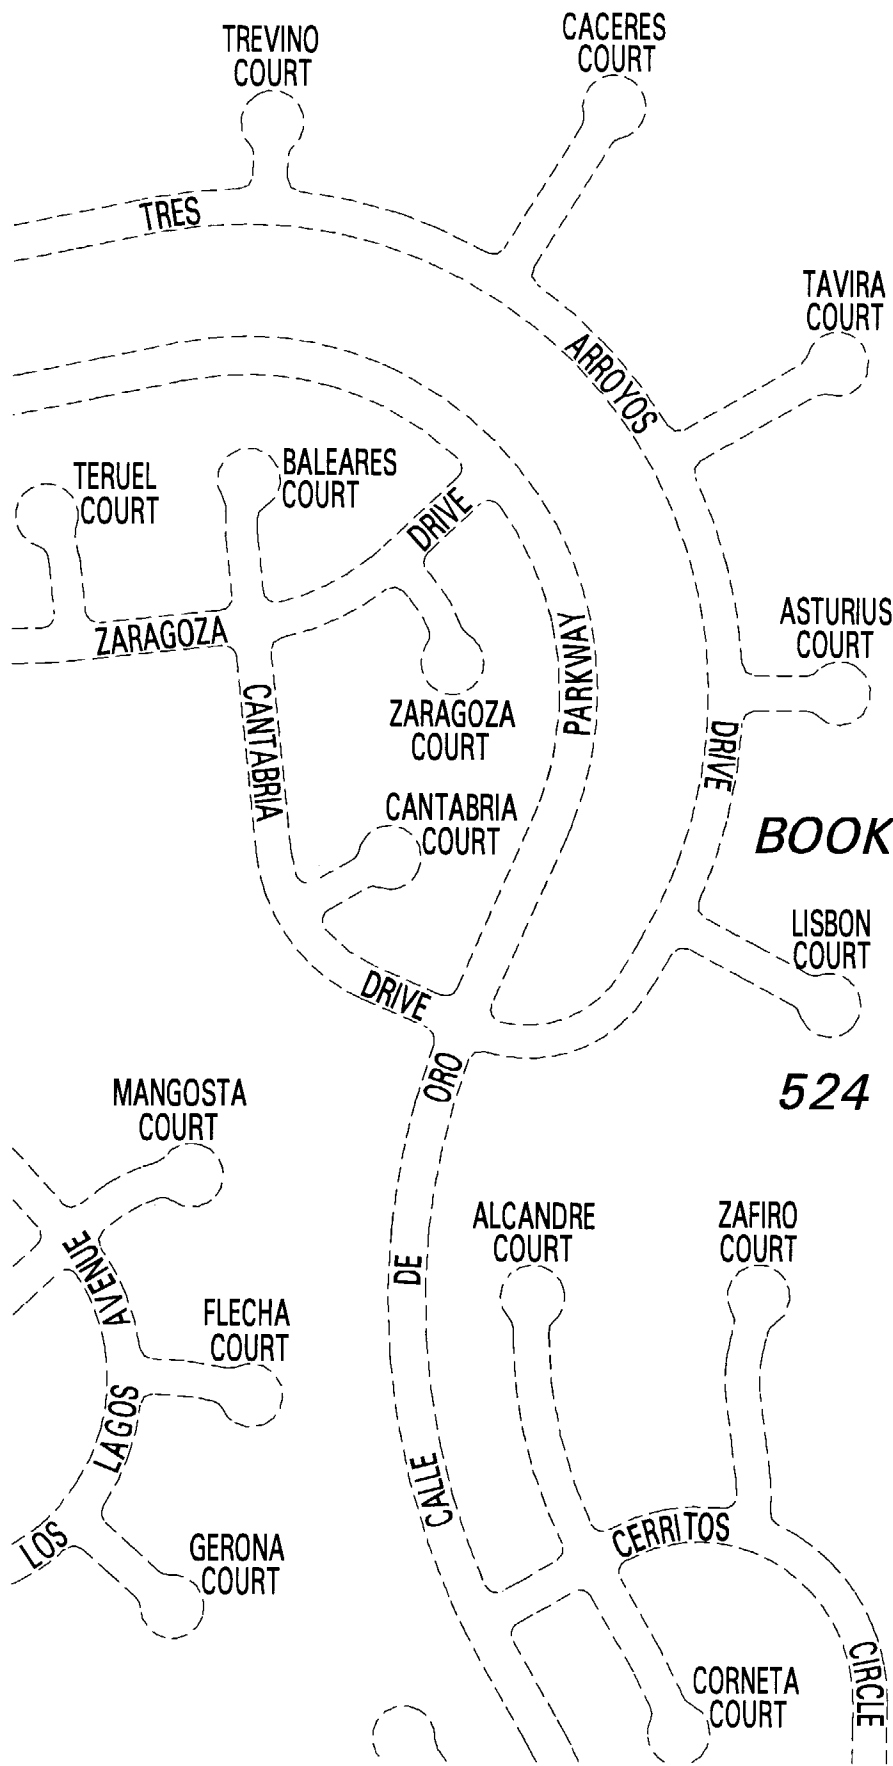 TREVINO
COURT
CACERES
COURT
TRES
TAVIRA
COURT
ARROYOS
TERUEL
COURT
BALEARES
COURT
DRIVE
ZARAGOZA
ASTURIUS
COURT
PARKWAY
CANTABRIA
ZARAGOZA
COURT
DRIVE
CANTABRIA
COURT
BOOK
LISBON
COURT
DRIVE
ORO
524
MANGOSTA
COURT
ALCANDRE
COURT
ZAFIRO
COURT
AVENUE
DE
FLECHA
COURT
LAGOS
CALLE
CERRITOS
LOS
GERONA
COURT
CIRCLE
CORNETA
COURT